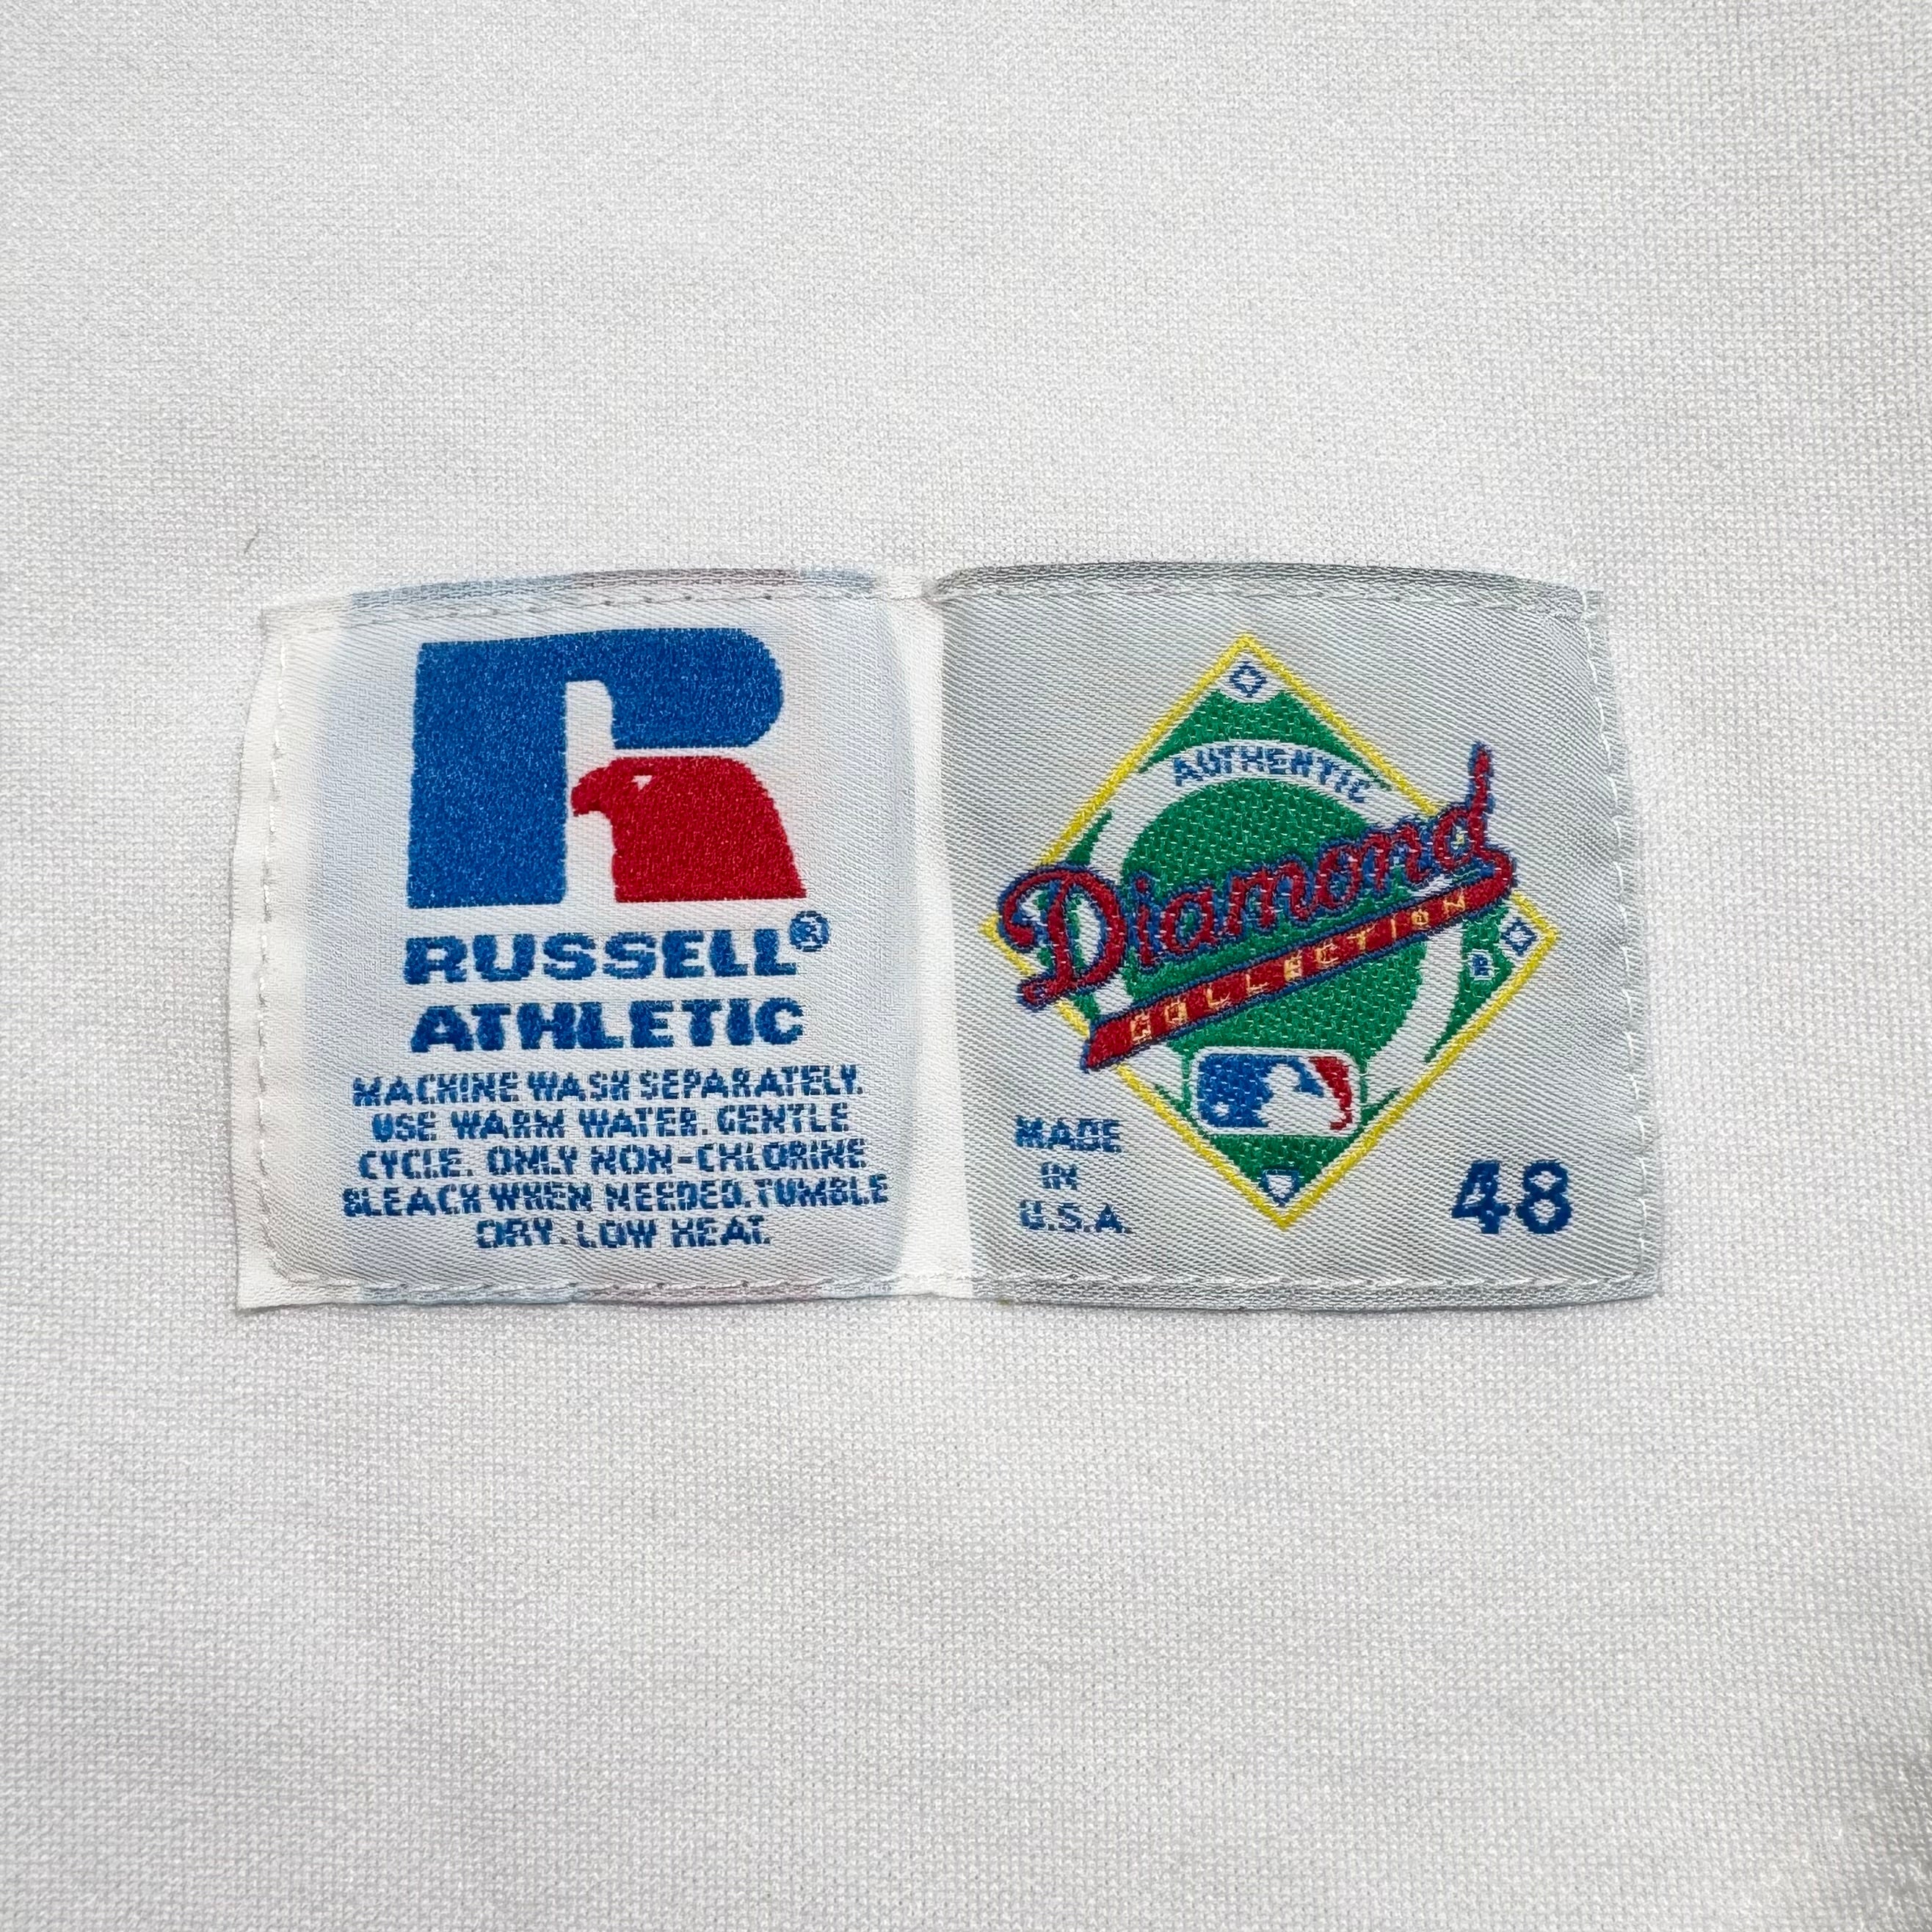 R
RUSSELL®
ATHLETIC
MACHINE WASH SEPARATELY.
USE WARM WATER. GENTLE
CYCLE. ONLY NON-CHLORINE
BLEACH WHEN NEEDED. TUMBLE
DRY. LOW HEAT.
AUTHENTIC
Diamond
COLLECTION
MADE
IN
U.S.A.
48